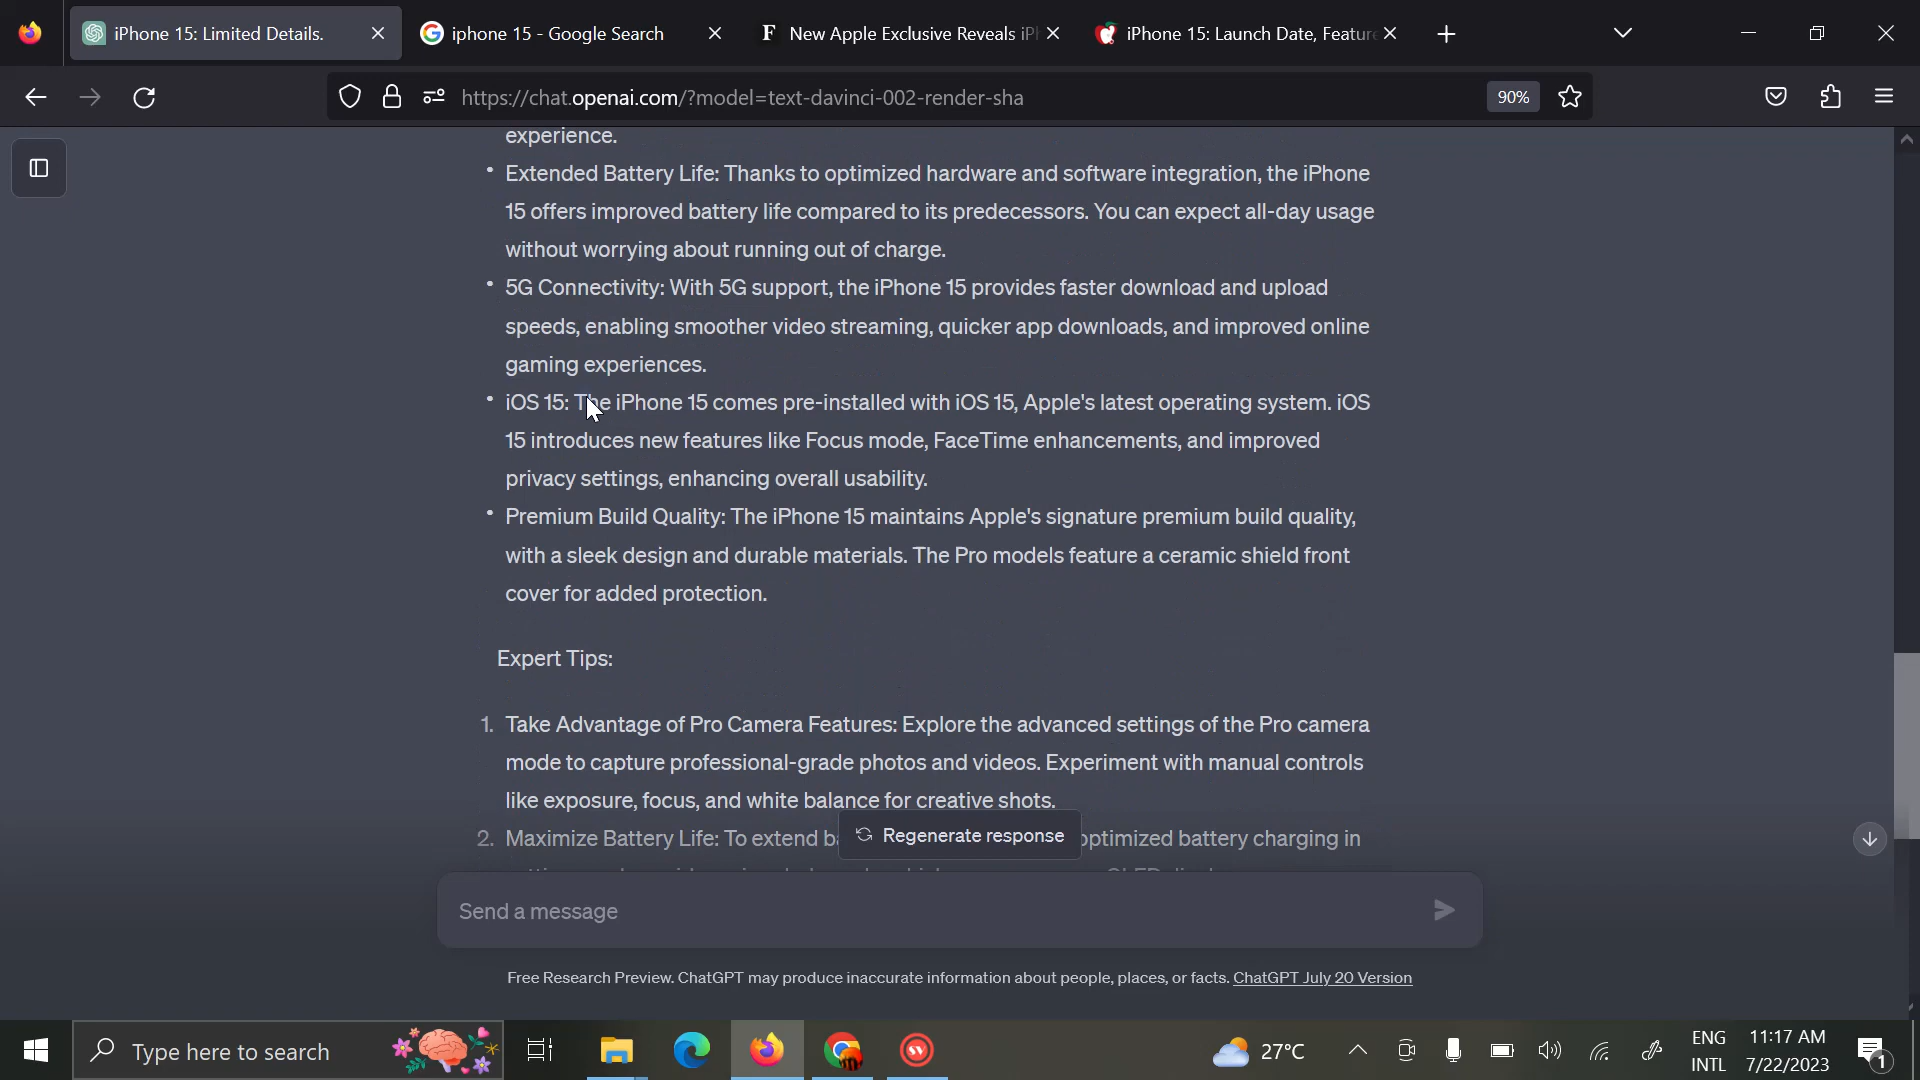 iPhone 15: Limited Details.
iphone 15 - Google Search
New Apple Exclusive Reveals iP
iPhone 15: Launch Date, Feature
https://chat.openai.com/?model=text-davinci-002-render-sha
90%
experience.
• Extended Battery Life: Thanks to optimized hardware and software integration, the iPhone
15 offers improved battery life compared to its predecessors. You can expect all-day usage
without worrying about running out of charge.
• 5G Connectivity: With 5G support, the iPhone 15 provides faster download and upload
speeds, enabling smoother video streaming, quicker app downloads, and improved online
gaming experiences.
• iOS 15: The iPhone 15 comes pre-installed with iOS 15, Apple's latest operating system. iOS
15 introduces new features like Focus mode, FaceTime enhancements, and improved
privacy settings, enhancing overall usability.
• Premium Build Quality: The iPhone 15 maintains Apple's signature premium build quality,
with a sleek design and durable materials. The Pro models feature a ceramic shield front
cover for added protection.
Expert Tips:
1. Take Advantage of Pro Camera Features: Explore the advanced settings of the Pro camera
mode to capture professional-grade photos and videos. Experiment with manual controls
like exposure, focus, and white balance for creative shots.
2. Maximize Battery Life: To extend ba optimized battery charging in
Regenerate response
Send a message
Free Research Preview. ChatGPT may produce inaccurate information about people, places, or facts. ChatGPT July 20 Version
Type here to search
27°C
ENG
INTL
11:17 AM
7/22/2023
1